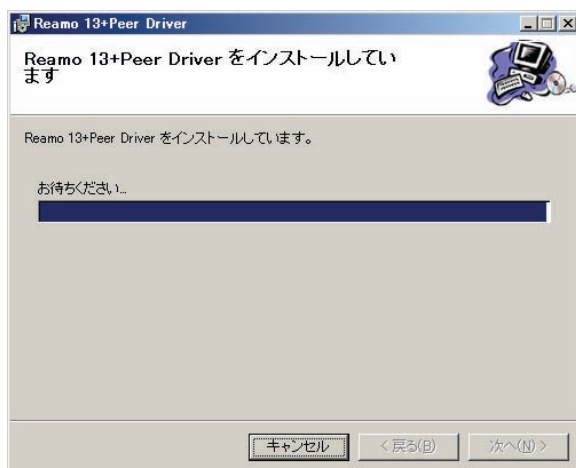 Reamo 13+Peer Driver
Reamo 13+Peer Driver をインストールしてい
ます
Reamo 13+Peer Driver をインストールしています。
お待ちください...
キャンセル
< 戻る(B)
次へ(N) >